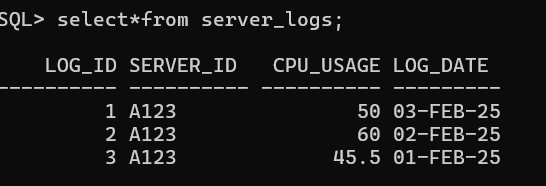 SQL> select*from server_logs;
LOG_ID SERVER_ID CPU_USAGE LOG_DATE
---------- ---------- ---------- ---------
1 A123 50 03-FEB-25
2 A123 60 02-FEB-25
3 A123 45.5 01-FEB-25